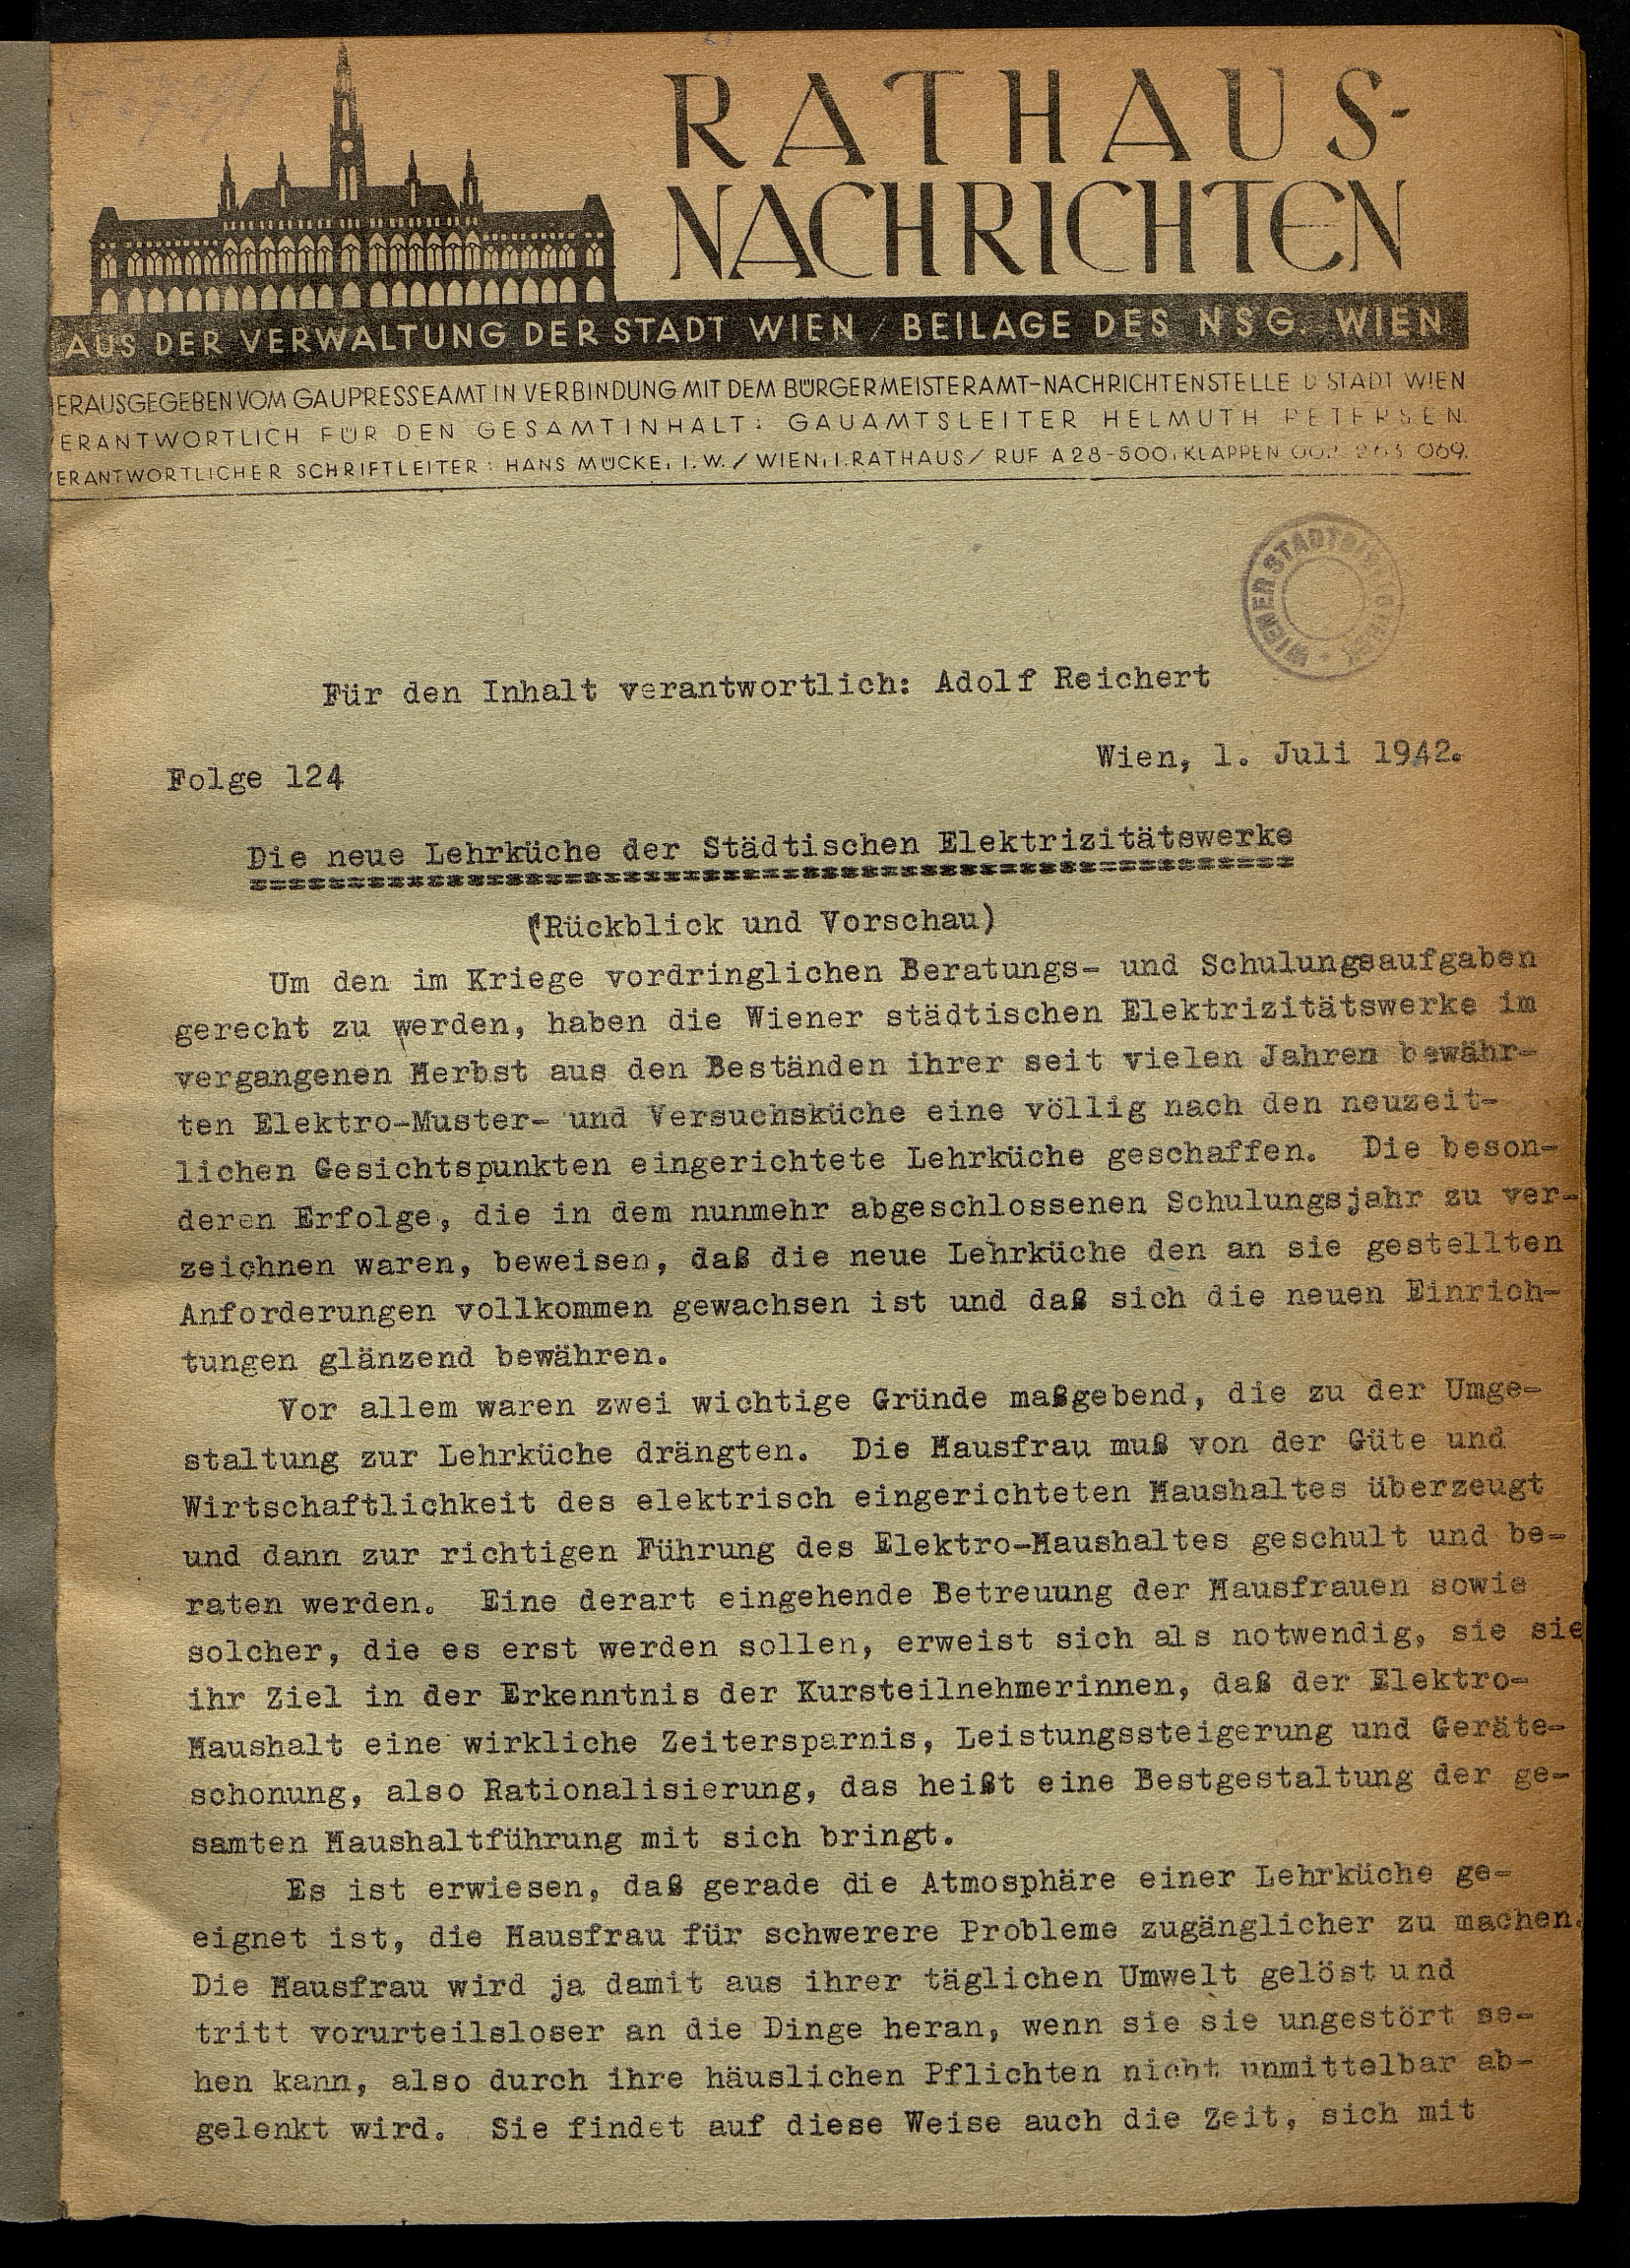 RATHAUS-
NACHRICHTEN
AUS DER VERWALTUNG DER STADT WIEN / BEILAGE DES NSG. WIEN
ERAUSGEGEBEN VOM GAUPRESSEAMT IN VERBINDUNG MIT DEM BÜRGERMEISTERAMT-NACHRICHTENSTELLE D STADT WIEN
ERANTWORTLICH FÜR DEN GESAMTINHALT: GAUAMTSLEITER HELMUTH PETERSEN.
ERANTWORTLICHER SCHRIFTLEITER: HANS MÜCKE, I.W. / WIEN, I. RATHAUS / RUF A 28-500, KLAPPEN 069.
WIENER STADTBIBLIOTHEK
Für den Inhalt verantwortlich: Adolf Reichert
Folge 124
Wien, 1. Juli 1942.
Die neue Lehrküche der Städtischen Elektrizitätswerke
(Rückblick und Vorschau)
Um den im Kriege vordringlichen Beratungs- und Schulungsaufgaben
gerecht zu werden, haben die Wiener städtischen Elektrizitätswerke im
vergangenen Herbst aus den Beständen ihrer seit vielen Jahren bewähr-
ten Elektro-Muster- und Versuchsküche eine völlig nach den neuzeit-
lichen Gesichtspunkten eingerichtete Lehrküche geschaffen. Die beson-
deren Erfolge, die in dem nunmehr abgeschlossenen Schulungsjahr zu ver-
zeichnen waren, beweisen, daß die neue Lehrküche den an sie gestellten
Anforderungen vollkommen gewachsen ist und daß sich die neuen Einrich-
tungen glänzend bewähren.
Vor allem waren zwei wichtige Gründe maßgebend, die zu der Umge-
staltung zur Lehrküche drängten. Die Hausfrau muß von der Güte und
Wirtschaftlichkeit des elektrisch eingerichteten Haushaltes überzeugt
und dann zur richtigen Führung des Elektro-Haushaltes geschult und be-
raten werden. Eine derart eingehende Betreuung der Hausfrauen sowie
solcher, die es erst werden sollen, erweist sich als notwendig, sie sie
ihr Ziel in der Erkenntnis der Kursteilnehmerinnen, daß der Elektro-
Haushalt eine wirkliche Zeitersparnis, Leistungssteigerung und Geräte-
schonung, also Rationalisierung, das heißt eine Bestgestaltung der ge-
samten Haushaltführung mit sich bringt.
Es ist erwiesen, daß gerade die Atmosphäre einer Lehrküche ge-
eignet ist, die Hausfrau für schwerere Probleme zugänglicher zu machen.
Die Hausfrau wird ja damit aus ihrer täglichen Umwelt gelöst und
tritt vorurteilsloser an die Dinge heran, wenn sie sie ungestört se-
hen kann, also durch ihre häuslichen Pflichten nicht unmittelbar ab-
gelenkt wird. Sie findet auf diese Weise auch die Zeit, sich mit